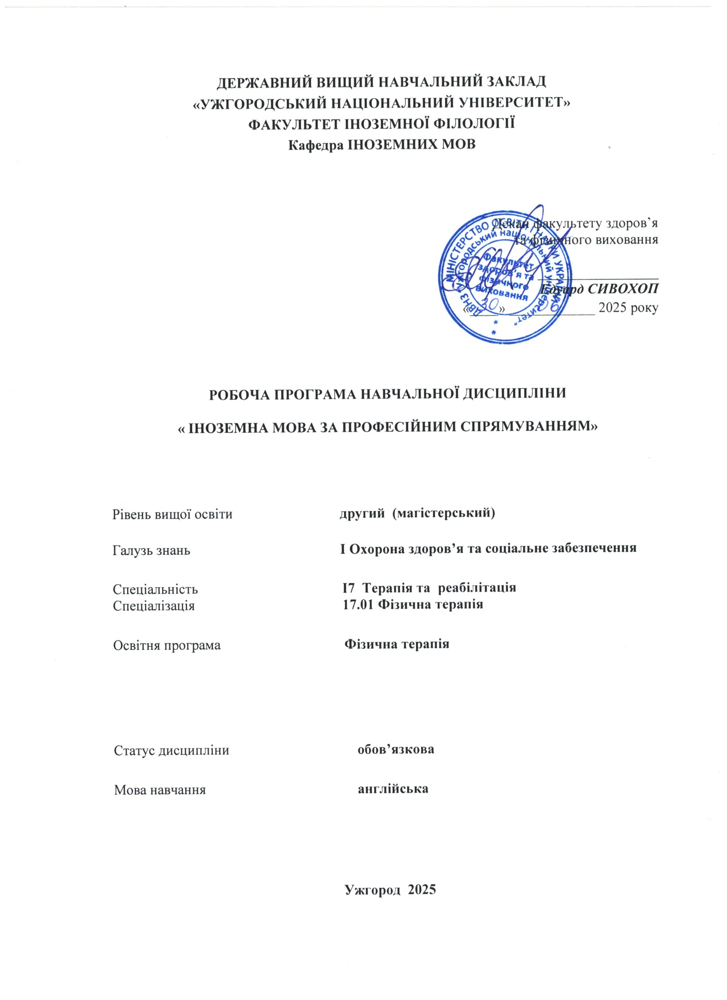 ДЕРЖАВНИЙ ВИЩИЙ НАВЧАЛЬНИЙ ЗАКЛАД
«УЖГОРОДСЬКИЙ НАЦІОНАЛЬНИЙ УНІВЕРСИТЕТ»
ФАКУЛЬТЕТ ІНОЗЕМНОЇ ФІЛОЛОГІЇ
Кафедра ІНОЗЕМНИХ МОВ
Декан факультету здоров’я
та фізичного виховання
Едуард СИВОХОП
«30» 06 2025 року
МІНІСТЕРСТВО ОСВІТИ І НАУКИ УКРАЇНИ
ДВНЗ "Ужгородський національний університет"
Факультет
здоров’я та
фізичного
виховання
РОБОЧА ПРОГРАМА НАВЧАЛЬНОЇ ДИСЦИПЛІНИ
« ІНОЗЕМНА МОВА ЗА ПРОФЕСІЙНИМ СПРЯМУВАННЯМ»
Рівень вищої освіти другий (магістерський)
Галузь знань І Охорона здоров’я та соціальне забезпечення
Спеціальність І7 Терапія та реабілітація
Спеціалізація 17.01 Фізична терапія
Освітня програма Фізична терапія
Статус дисципліни обов’язкова
Мова навчання англійська
Ужгород 2025